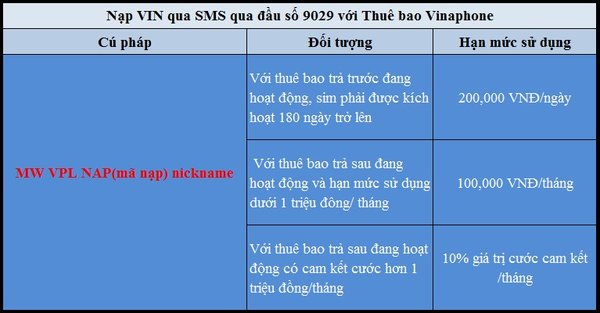 Nạp VIN qua SMS qua đầu số 9029 với Thuê bao Vinaphone
Cú pháp
Đối tượng
Hạn mức sử dụng
MW VPL NAP(mã nạp) nickname
Với thuê bao trả trước đang
hoạt động, sim phải được kích
hoạt 180 ngày trở lên
200,000 VNĐ/ngày
Với thuê bao trả sau đang
hoạt động và hạn mức sử dụng
dưới 1 triệu đông/ tháng
100,000 VNĐ/tháng
Với thuê bao trả sau đang hoạt
động có cam kết cước hơn 1
triệu đồng/tháng
10% giá trị cước cam kết
/tháng